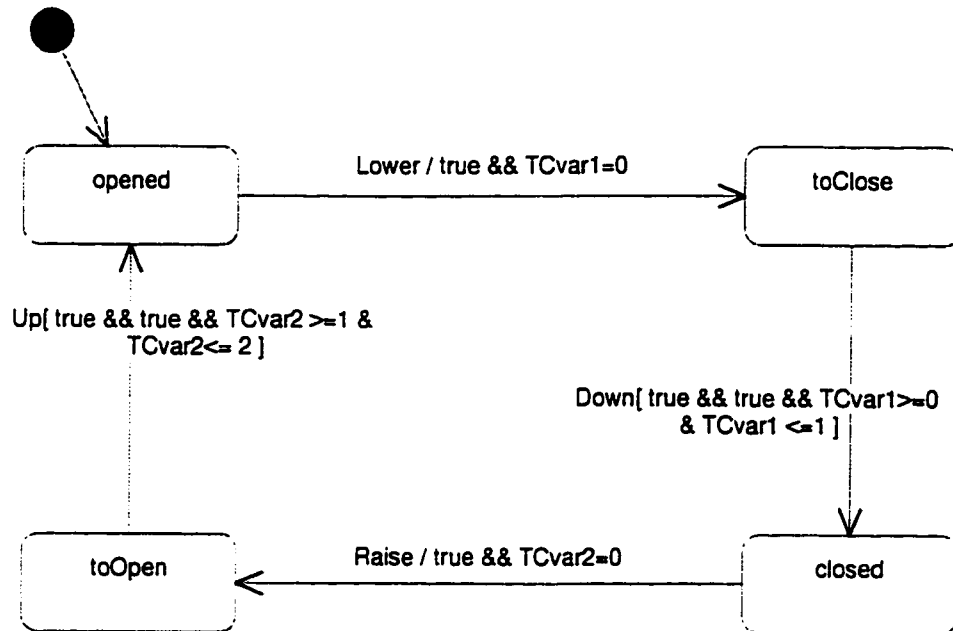 opened
Lower / true && TCvar1=0
toClose
Up[ true && true && TCvar2 >=1 &
TCvar2<= 2 ]
Down[ true && true && TCvar1>=0
& TCvar1 <=1 ]
toOpen
Raise / true && TCvar2=0
closed